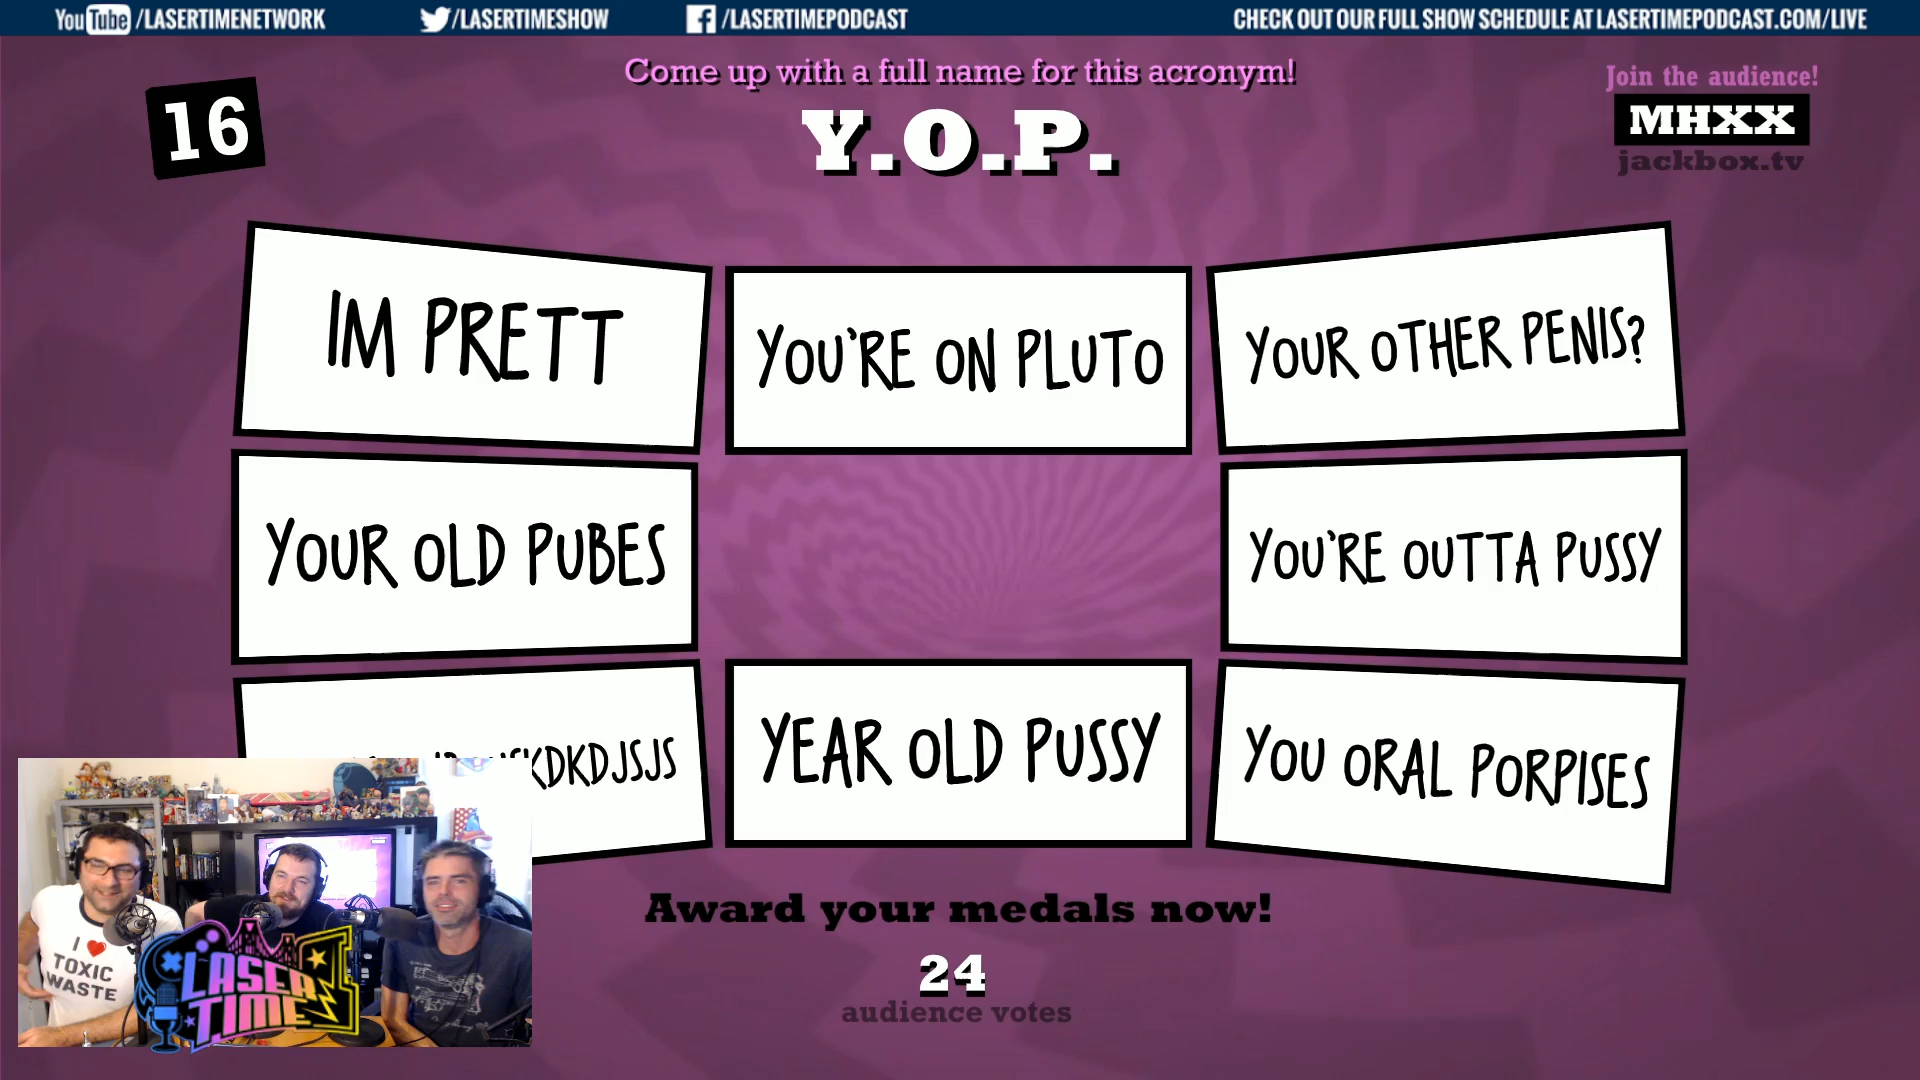 YouTube /LASERTIMENETWORK
/LASERTIMESHOW
/LASERTIMEPODCAST
CHECK OUT OUR FULL SHOW SCHEDULE AT LASERTIMEPODCAST.COM/LIVE
16
Come up with a full name for this acronym!
Y.O.P.
Join the audience!
MHXX
jackbox.tv
IM PRETT
YOU'RE ON PLUTO
YOUR OTHER PENIS?
YOUR OLD PUBES
YOU'RE OUTTA PUSSY
YEAR OLD PUSSY
YOU ORAL PORPISES
I
TOXIC
WASTE
LASER
TIME
Award your medals now!
24
audience votes